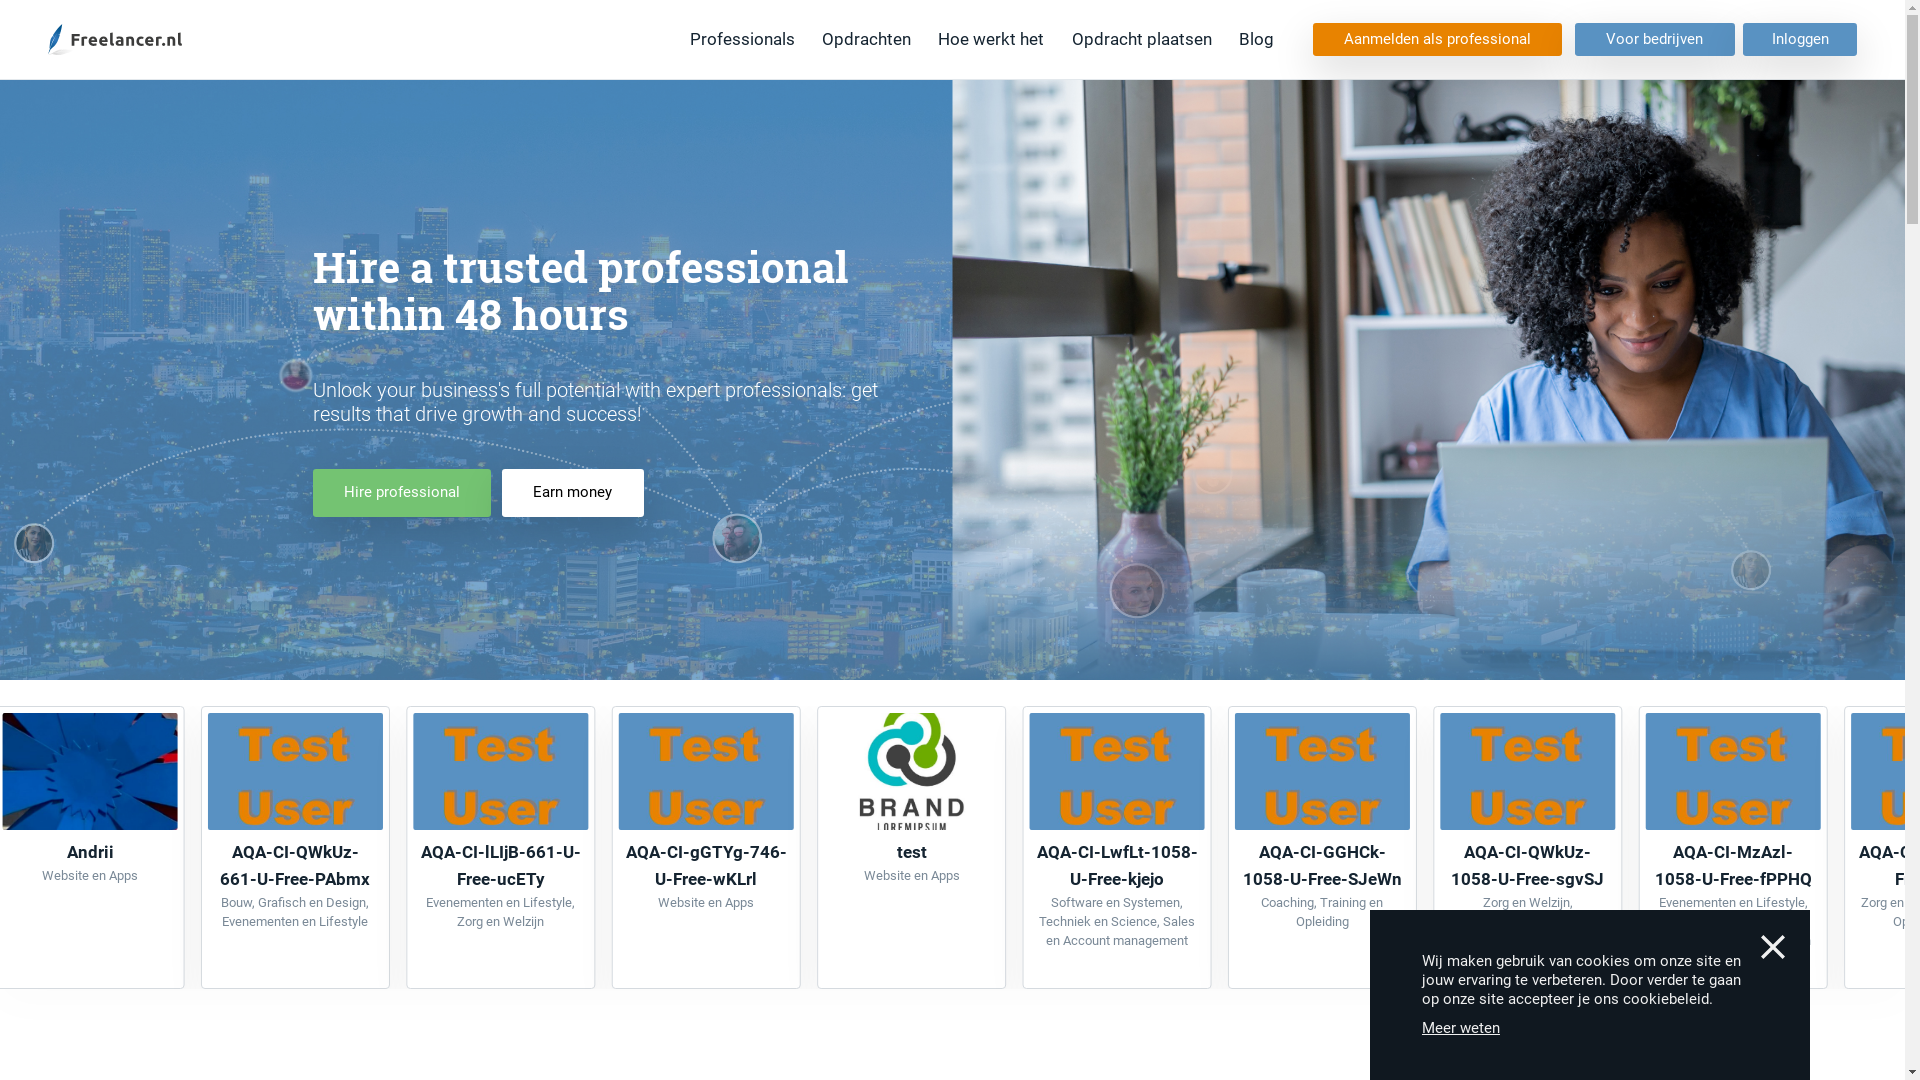 Freelancer.nl
Professionals Opdrachten Hoe werkt het Opdracht plaatsen Blog Aanmelden als professional Voor bedrijven Inloggen
Hire a trusted professional
within 48 hours
Unlock your business's full potential with expert professionals: get
results that drive growth and success!
Hire professional Earn money
Andrii
Website en Apps
Test
User
AQA-CI-QWkUz-
661-U-Free-PAbmx
Bouw, Grafisch en Design,
Evenementen en Lifestyle
Test
User
AQA-CI-lLIjB-661-U-
Free-ucETy
Evenementen en Lifestyle,
Zorg en Welzijn
Test
User
AQA-CI-gGTYg-746-
U-Free-wKLrl
Website en Apps
BRAND
LOREMIPSUM
test
Website en Apps
Test
User
AQA-CI-LwfLt-1058-
U-Free-kjejo
Software en Systemen,
Techniek en Science, Sales
en Account management
Test
User
AQA-CI-GGHCk-
1058-U-Free-SJeWn
Coaching, Training en
Opleiding
Test
User
AQA-CI-QWkUz-
1058-U-Free-sgvSJ
Zorg en Welzijn,
Test
User
AQA-CI-MzAzl-
1058-U-Free-fPPHQ
Evenementen en Lifestyle,
Zorg en
Wij maken gebruik van cookies om onze site en
jouw ervaring te verbeteren. Door verder te gaan
op onze site accepteer je ons cookiebeleid.
Meer weten